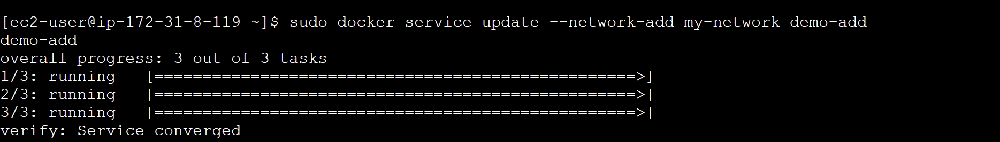 [ec2-user@ip-172-31-8-119 ~]$ sudo docker service update --network-add my-network demo-add
demo-add
overall progress: 3 out of 3 tasks
1/3: running   [==================================================>]
2/3: running   [==================================================>]
3/3: running   [==================================================>]
verify: Service converged